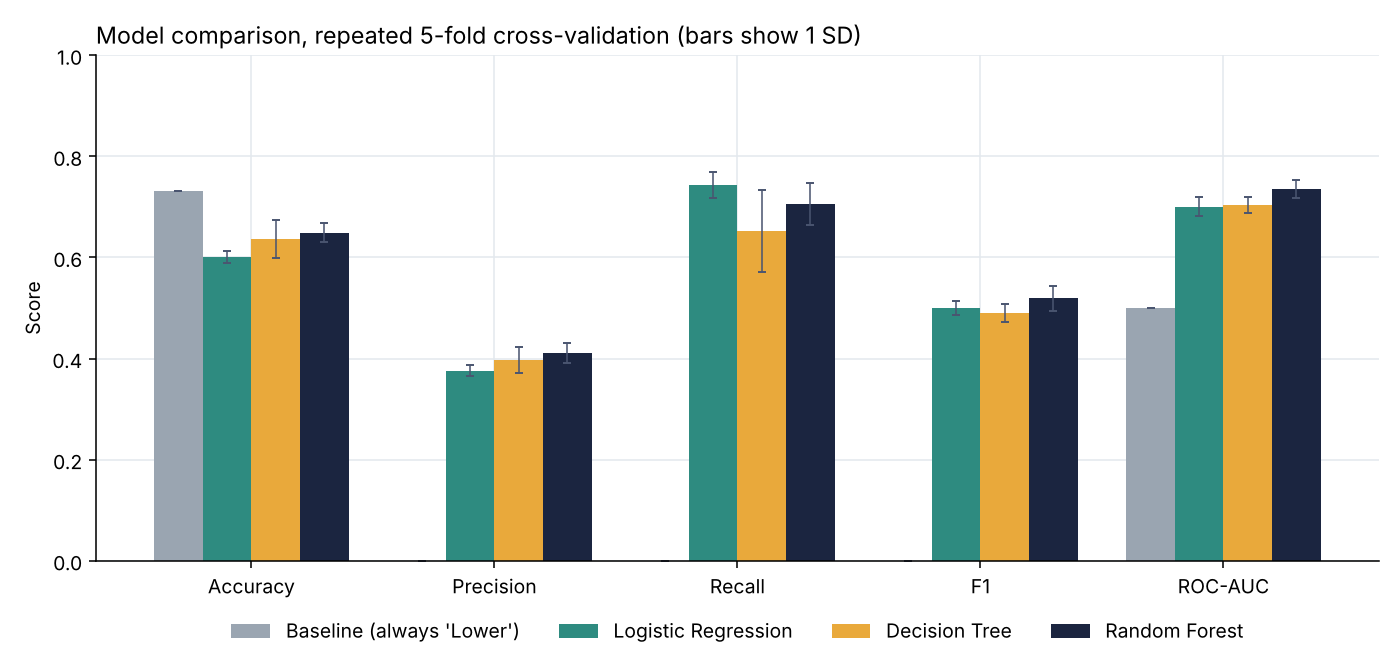 Model comparison, repeated 5-fold cross-validation (bars show 1 SD)
1.0
0.8
0.6
0.4
0.2
0.0
Score
Accuracy Precision Recall F1 ROC-AUC
Baseline (always 'Lower') Logistic Regression Decision Tree Random Forest